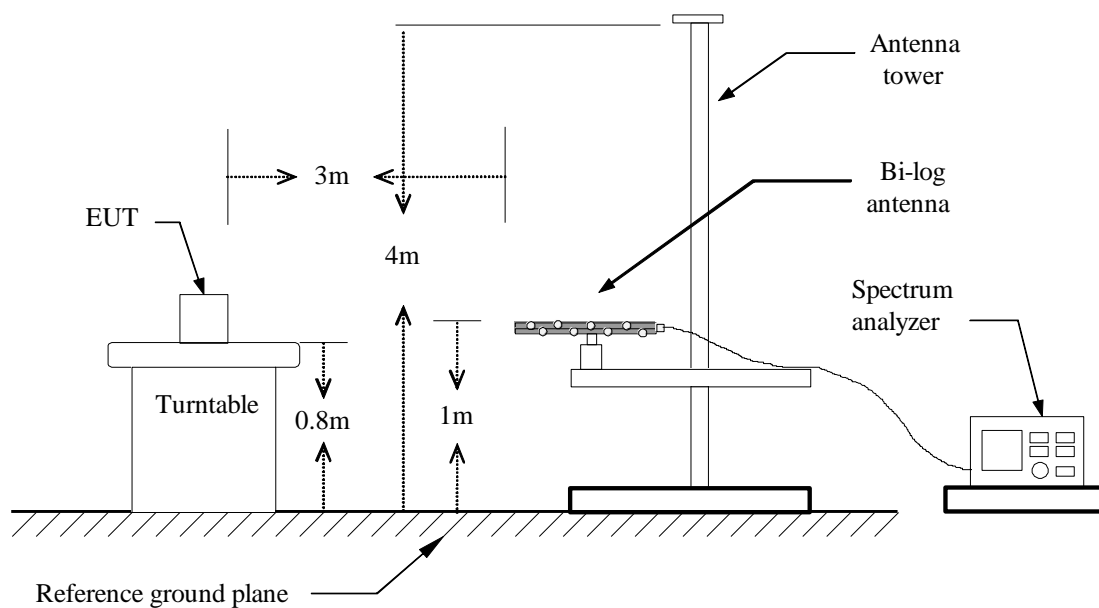 Antenna
tower
3m
Bi-log
antenna
EUT
4m
Spectrum
analyzer
Turntable
0.8m
1m
Reference ground plane